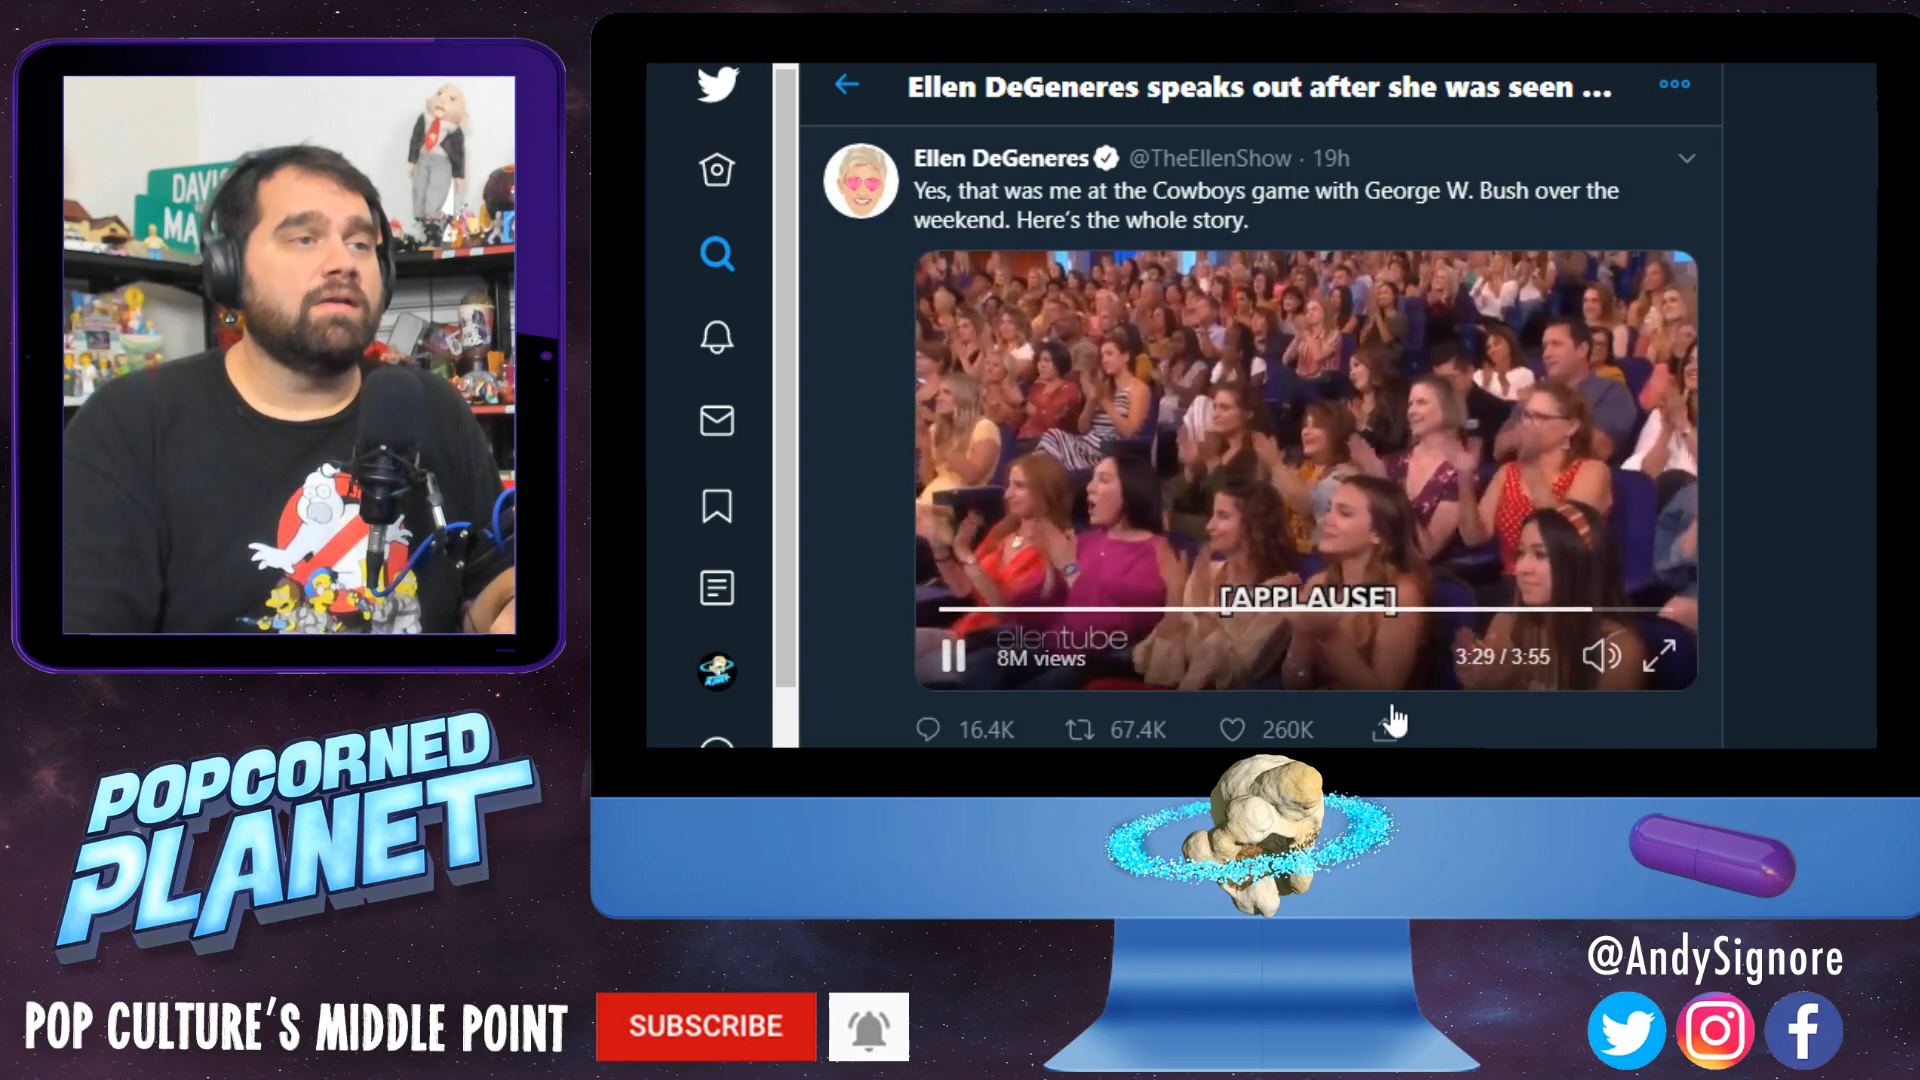 DAVIS
MA
Ellen DeGeneres speaks out after she was seen ...
Ellen DeGeneres @TheEllenShow · 19h
Yes, that was me at the Cowboys game with George W. Bush over the
weekend. Here's the whole story.
[APPLAUSE]
ellentube
8M views
3:29 / 3:55
16.4K
67.4K
260K
POPCORNED
PLANET
POP CULTURE'S MIDDLE POINT
SUBSCRIBE
@AndySignore